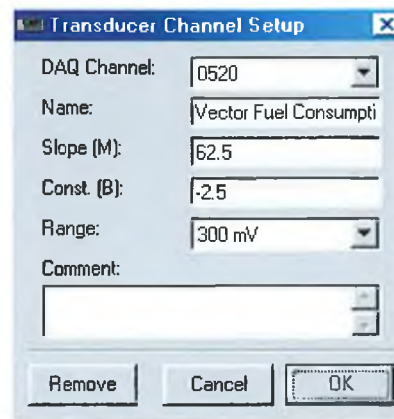 Transducer Channel Setup
DAQ Channel: 0520
Name: Vector Fuel Consumpti
Slope (M): 62.5
Const. (B): -2.5
Range: 300 mV
Comment:
Remove Cancel OK